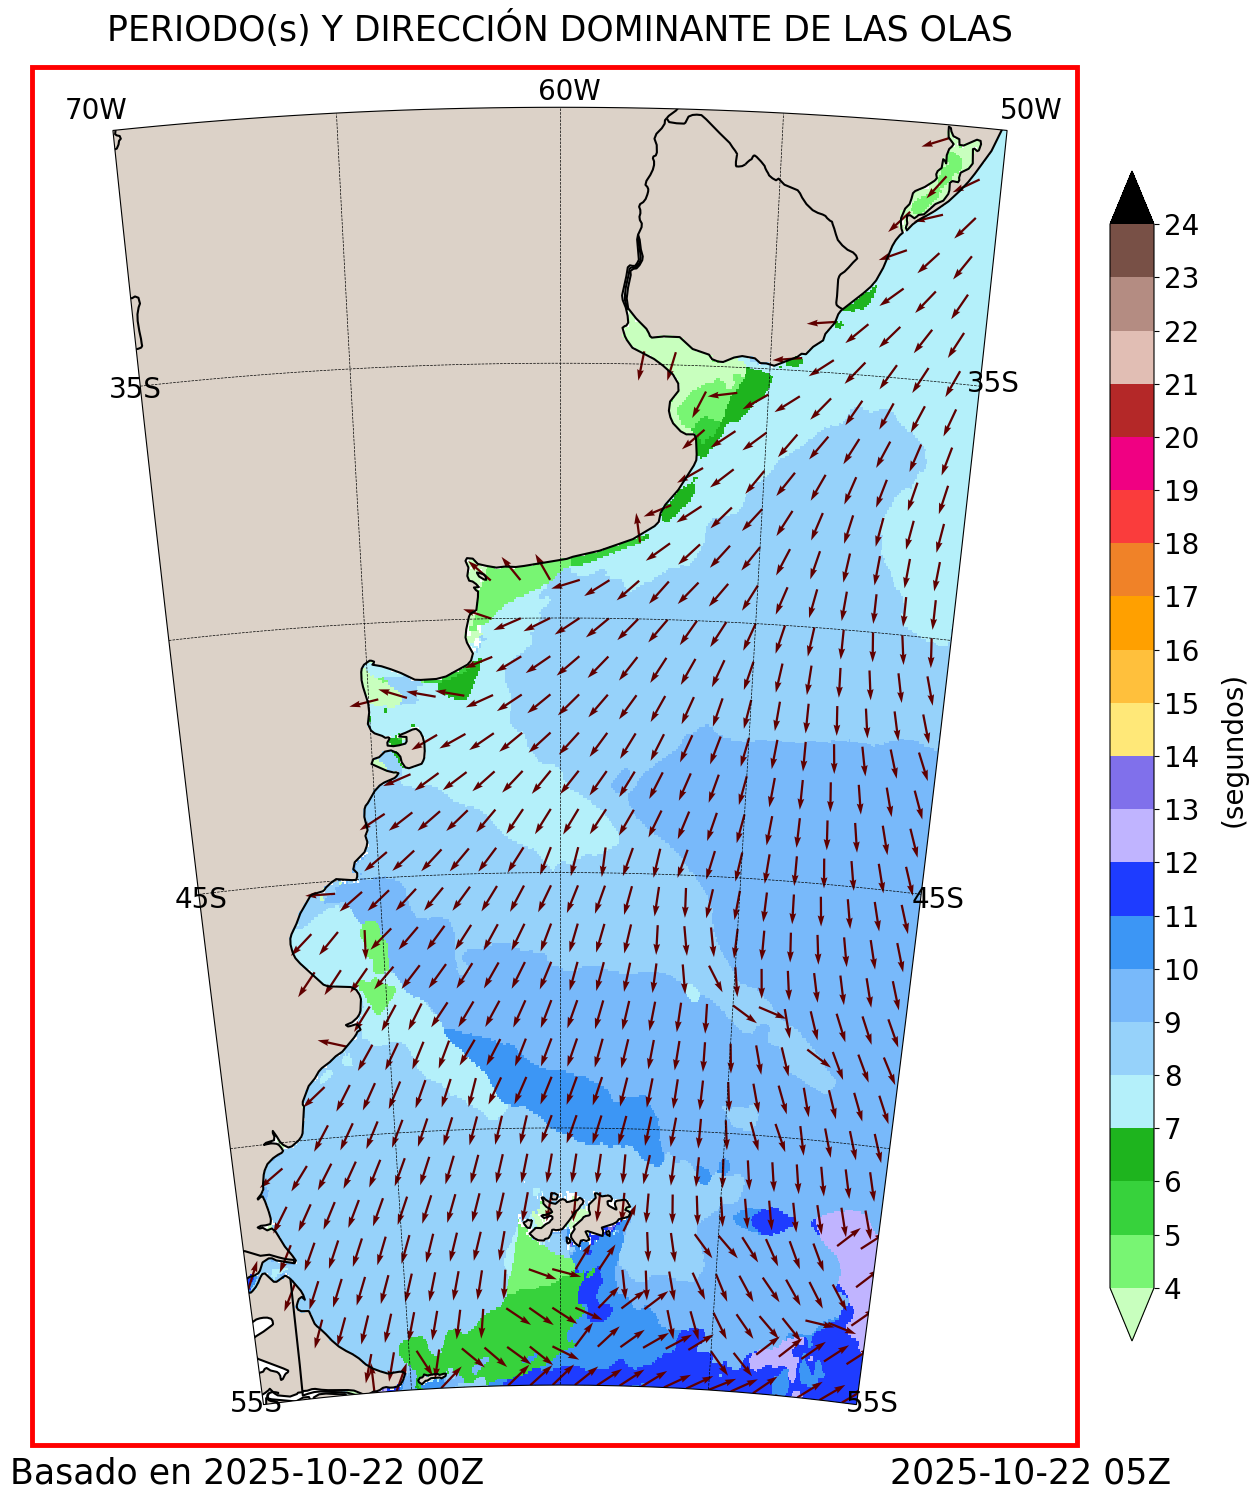 PERIODO(s) Y DIRECCIÓN DOMINANTE DE LAS OLAS
70W
60W
50W
35S
35S
45S
45S
55S
55S
24
23
22
21
20
19
18
17
16
15
14
13
12
11
10
9
8
7
6
5
4
(segundos)
Basado en 2025-10-22 00Z
2025-10-22 05Z